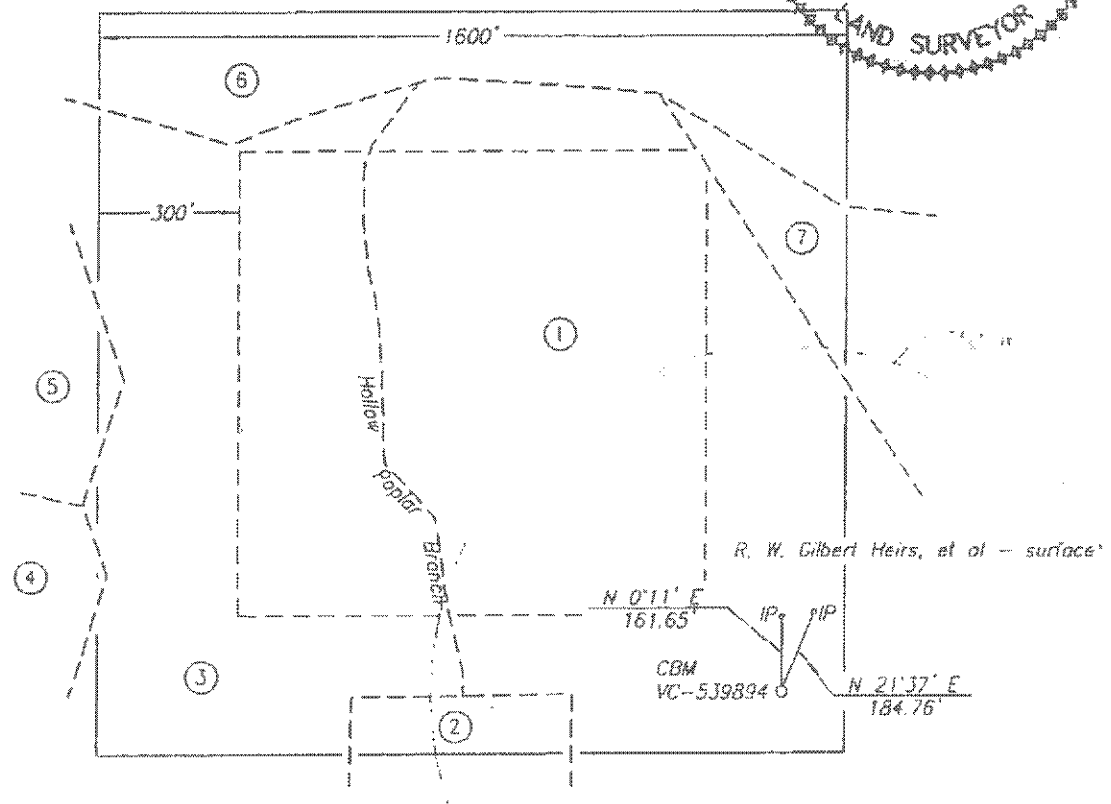 LAND SURVEYOR
1600'
6
300'
7
1
5
Hollow
Poplar
Branch
R. W. Gilbert Heirs, et al - surface
4
N 0°11' E
161.65'
IP
IP
3
CBM
VC-539894
N 21°37' E
184.76'
2